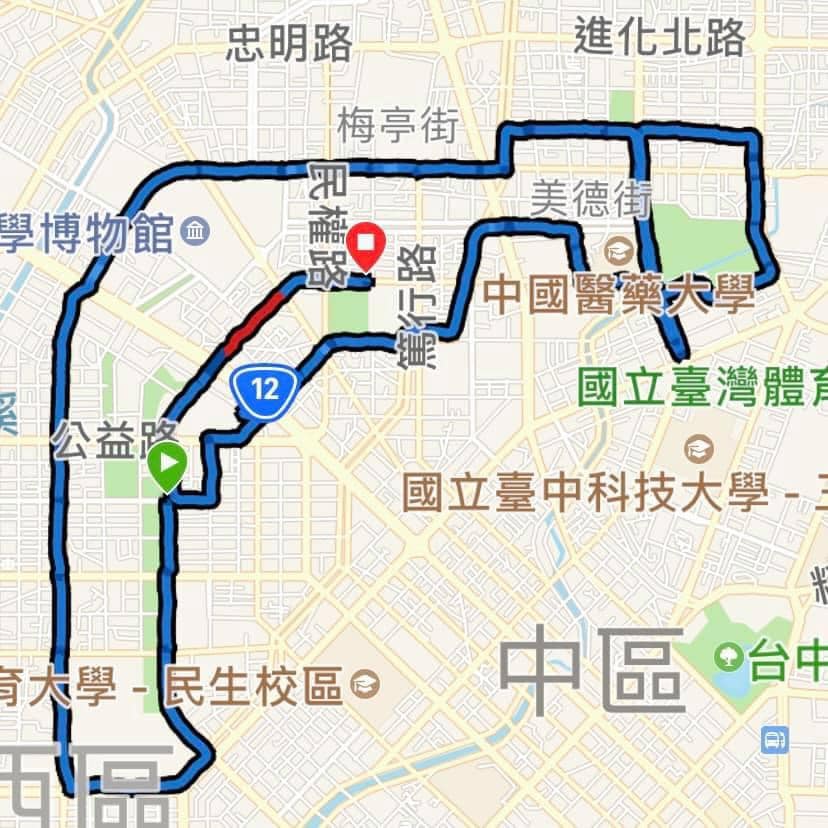 忠明路
進化北路
梅亭街
民權路
美德街
學博物館
篤行路
中國醫藥大學
12
國立臺灣體育
公益路
溪
國立臺中科技大學 - 三
中區
台中
育大學 - 民生校區
西區